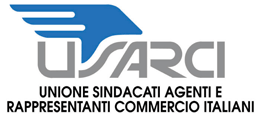 USARCI
UNIONE SINDACATI AGENTI E
RAPPRESENTANTI COMMERCIO ITALIANI